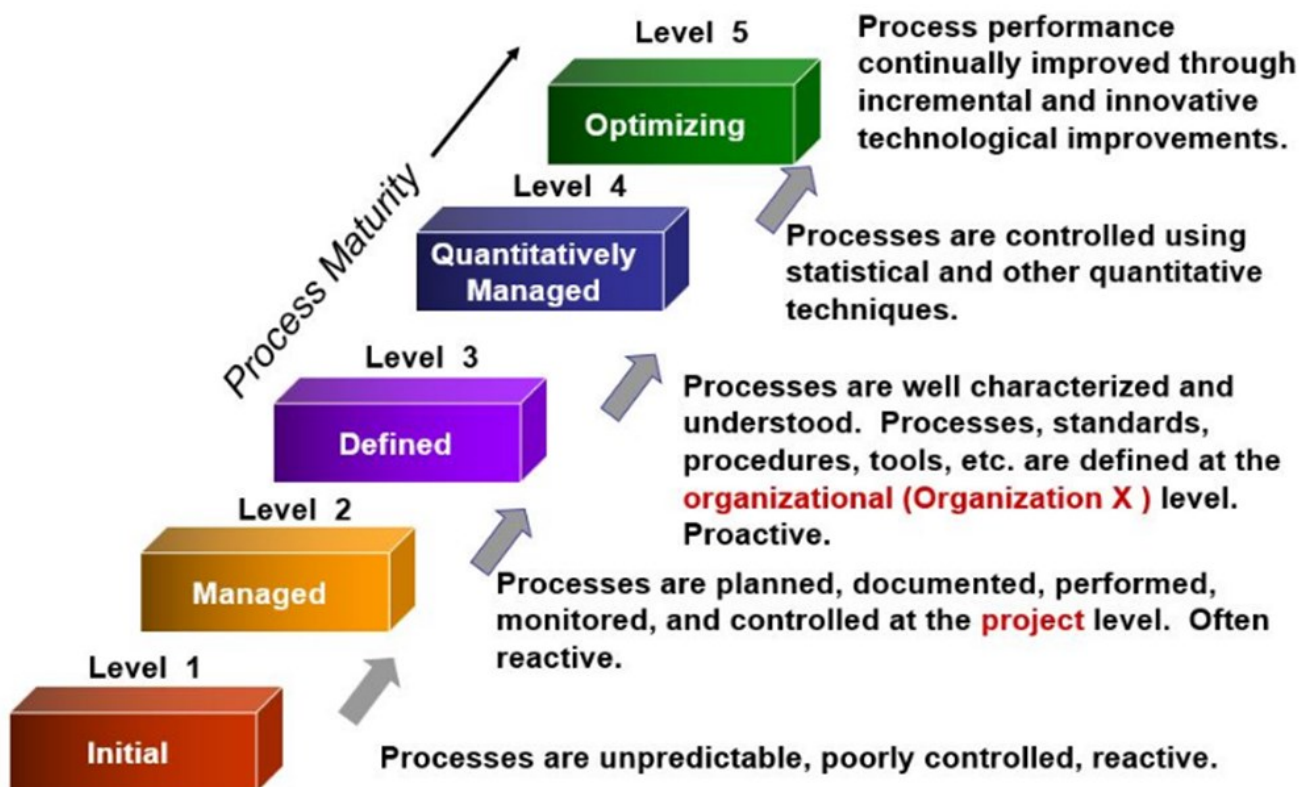 Level 5
Process performance
continually improved through
incremental and innovative
technological improvements.
Optimizing
Process Maturity
Level 4
Quantitatively
Managed
Processes are controlled using
statistical and other quantitative
techniques.
Level 3
Defined
Processes are well characterized and
understood. Processes, standards,
procedures, tools, etc. are defined at the
organizational (Organization X ) level.
Proactive.
Level 2
Managed
Processes are planned, documented, performed,
monitored, and controlled at the project level. Often
reactive.
Level 1
Initial
Processes are unpredictable, poorly controlled, reactive.